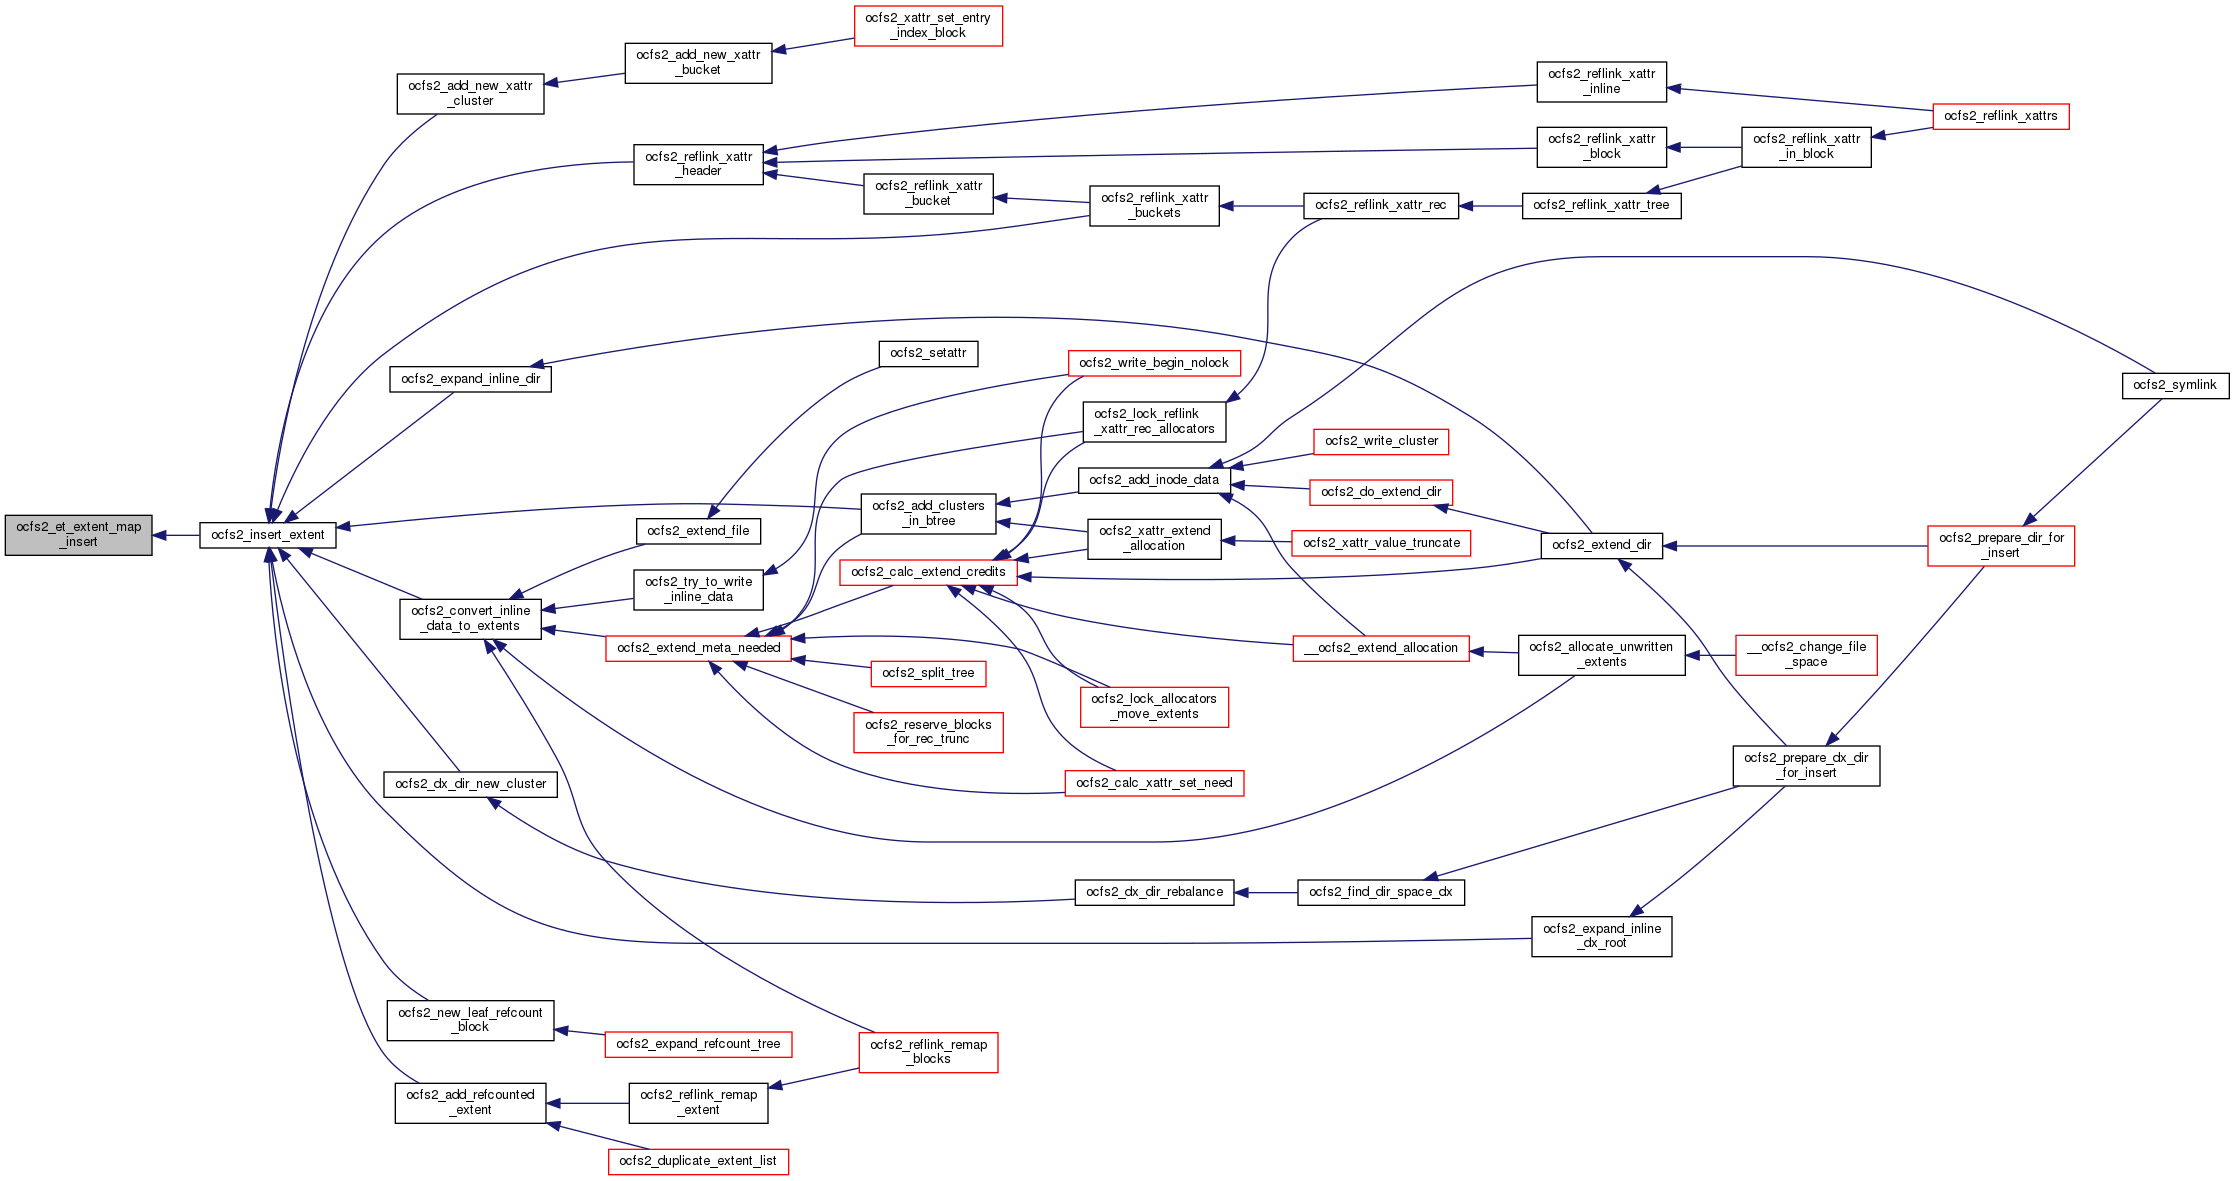 ocfs2_xattr_set_entry
_index_block
ocfs2_add_new_xattr
_bucket
ocfs2_add_new_xattr
_cluster
ocfs2_reflink_xattr
_inline
ocfs2_reflink_xattrs
ocfs2_reflink_xattr
_header
ocfs2_reflink_xattr
_block
ocfs2_reflink_xattr
_in_block
ocfs2_reflink_xattr
_bucket
ocfs2_reflink_xattr
_buckets
ocfs2_reflink_xattr_rec
ocfs2_reflink_xattr_tree
ocfs2_setattr
ocfs2_write_begin_nolock
ocfs2_expand_inline_dir
ocfs2_symlink
ocfs2_lock_reflink
_xattr_rec_allocators
ocfs2_write_cluster
ocfs2_add_inode_data
ocfs2_do_extend_dir
ocfs2_add_clusters
_in_btree
ocfs2_et_extent_map
_insert
ocfs2_insert_extent
ocfs2_extend_file
ocfs2_xattr_extend
_allocation
ocfs2_xattr_value_truncate
ocfs2_extend_dir
ocfs2_prepare_dir_for
_insert
ocfs2_calc_extend_credits
ocfs2_try_to_write
_inline_data
ocfs2_convert_inline
_data_to_extents
ocfs2_extend_meta_needed
__ocfs2_extend_allocation
ocfs2_allocate_unwritten
_extents
__ocfs2_change_file
_space
ocfs2_split_tree
ocfs2_lock_allocators
_move_extents
ocfs2_reserve_blocks
_for_rec_trunc
ocfs2_prepare_dx_dir
_for_insert
ocfs2_dx_dir_new_cluster
ocfs2_calc_xattr_set_need
ocfs2_dx_dir_rebalance
ocfs2_find_dir_space_dx
ocfs2_expand_inline
_dx_root
ocfs2_new_leaf_refcount
_block
ocfs2_expand_refcount_tree
ocfs2_reflink_remap
_blocks
ocfs2_add_refcounted
_extent
ocfs2_reflink_remap
_extent
ocfs2_duplicate_extent_list